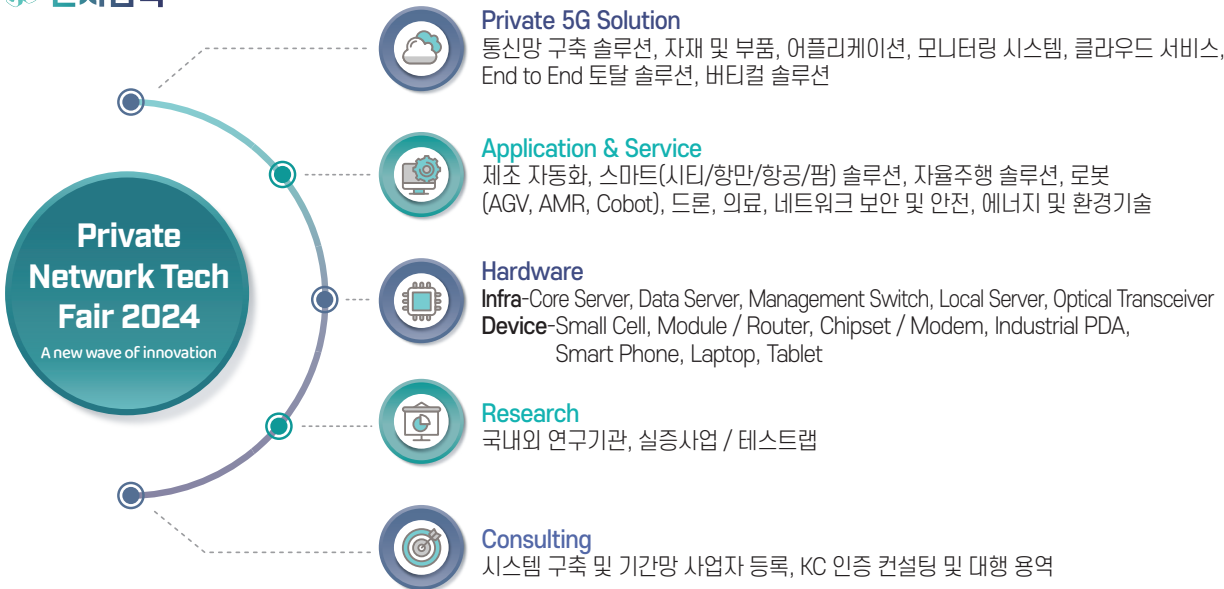 Private 5G Solution
통신망 구축 솔루션, 자재 및 부품, 어플리케이션, 모니터링 시스템, 클라우드 서비스,
End to End 토탈 솔루션, 버티컬 솔루션
Application & Service
제조 자동화, 스마트(시티/항만/항공/팜) 솔루션, 자율주행 솔루션, 로봇
(AGV, AMR, Cobot), 드론, 의료, 네트워크 보안 및 안전, 에너지 및 환경기술
Private
Network Tech
Fair 2024
A new wave of innovation
Hardware
Infra-Core Server, Data Server, Management Switch, Local Server, Optical Transceiver
Device-Small Cell, Module / Router, Chipset / Modem, Industrial PDA,
Smart Phone, Laptop, Tablet
Research
국내외 연구기관, 실증사업 / 테스트랩
Consulting
시스템 구축 및 기간망 사업자 등록, KC 인증 컨설팅 및 대행 용역